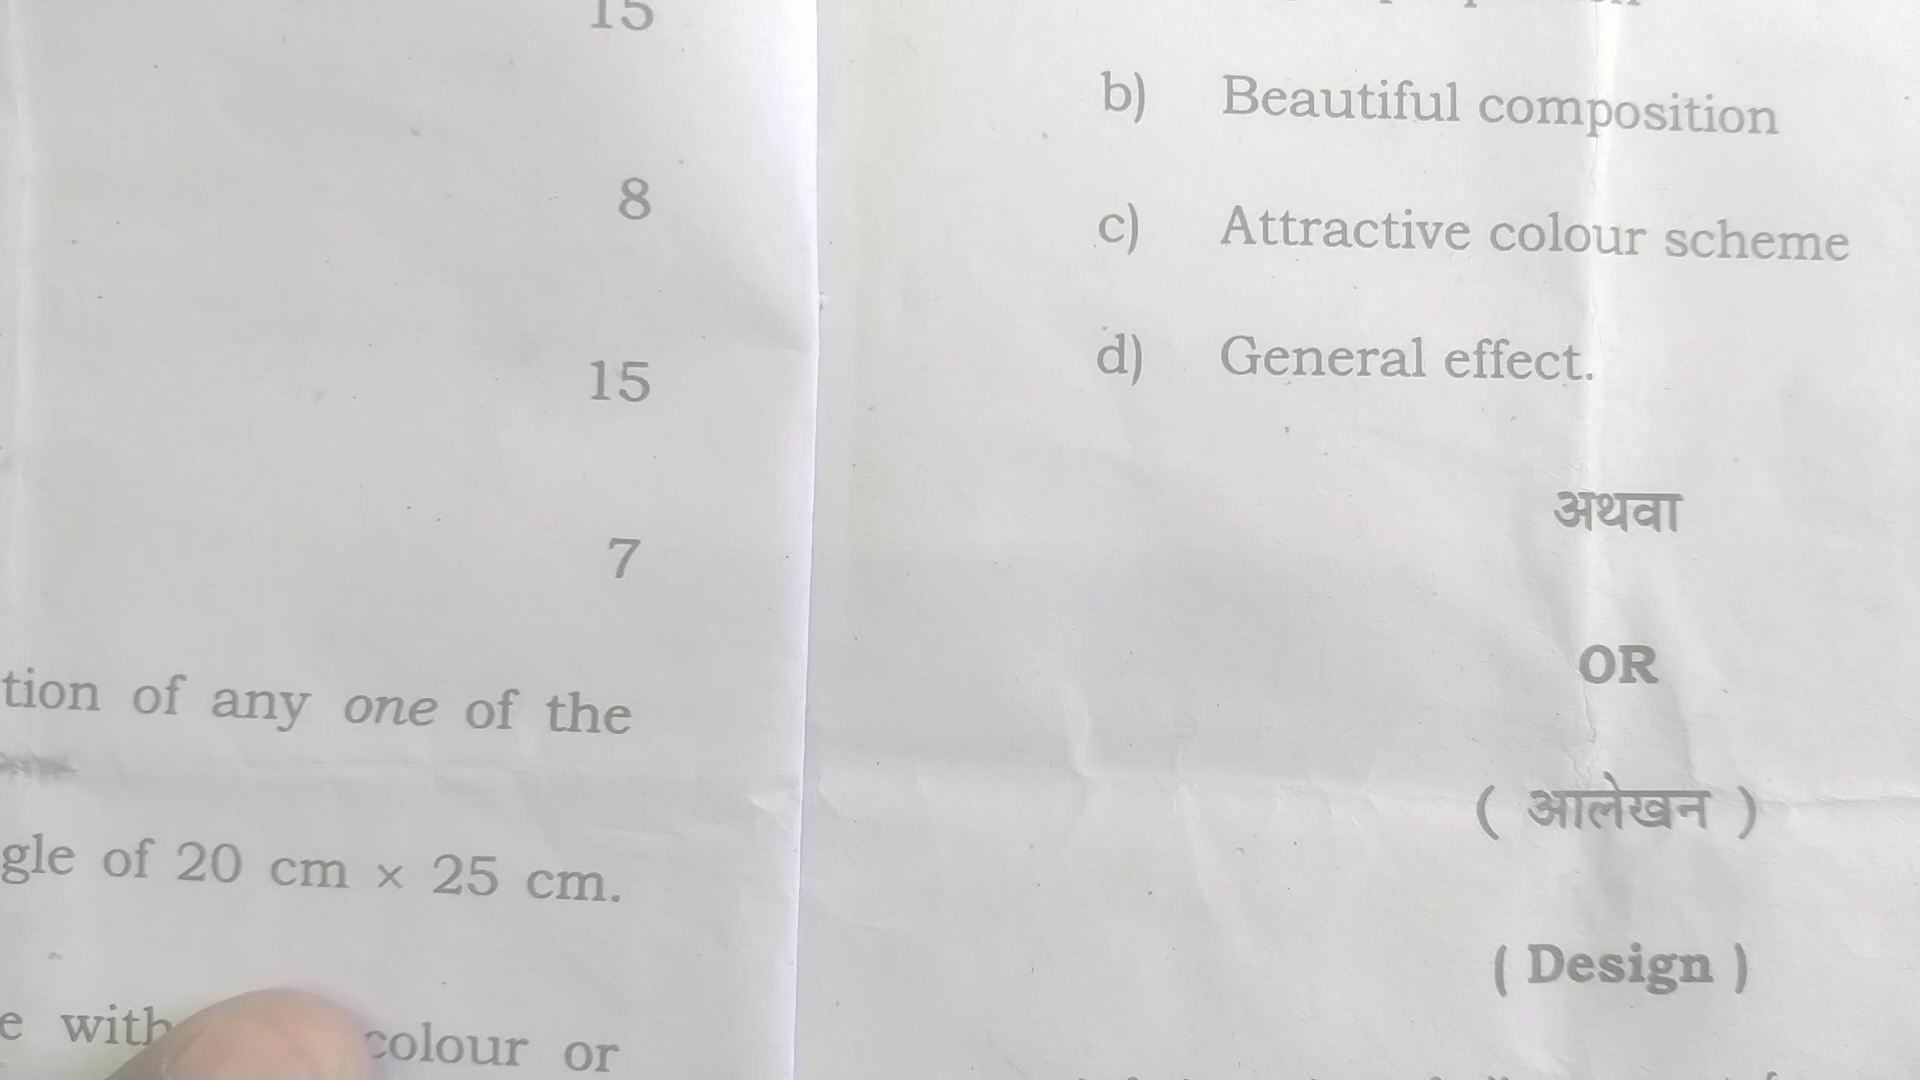 15
8
15
7
tion of any one of the
gle of 20 cm × 25 cm.
e with colour or
b) Beautiful composition
c) Attractive colour scheme
d) General effect.
अथवा
OR
( आलेखन )
( Design )